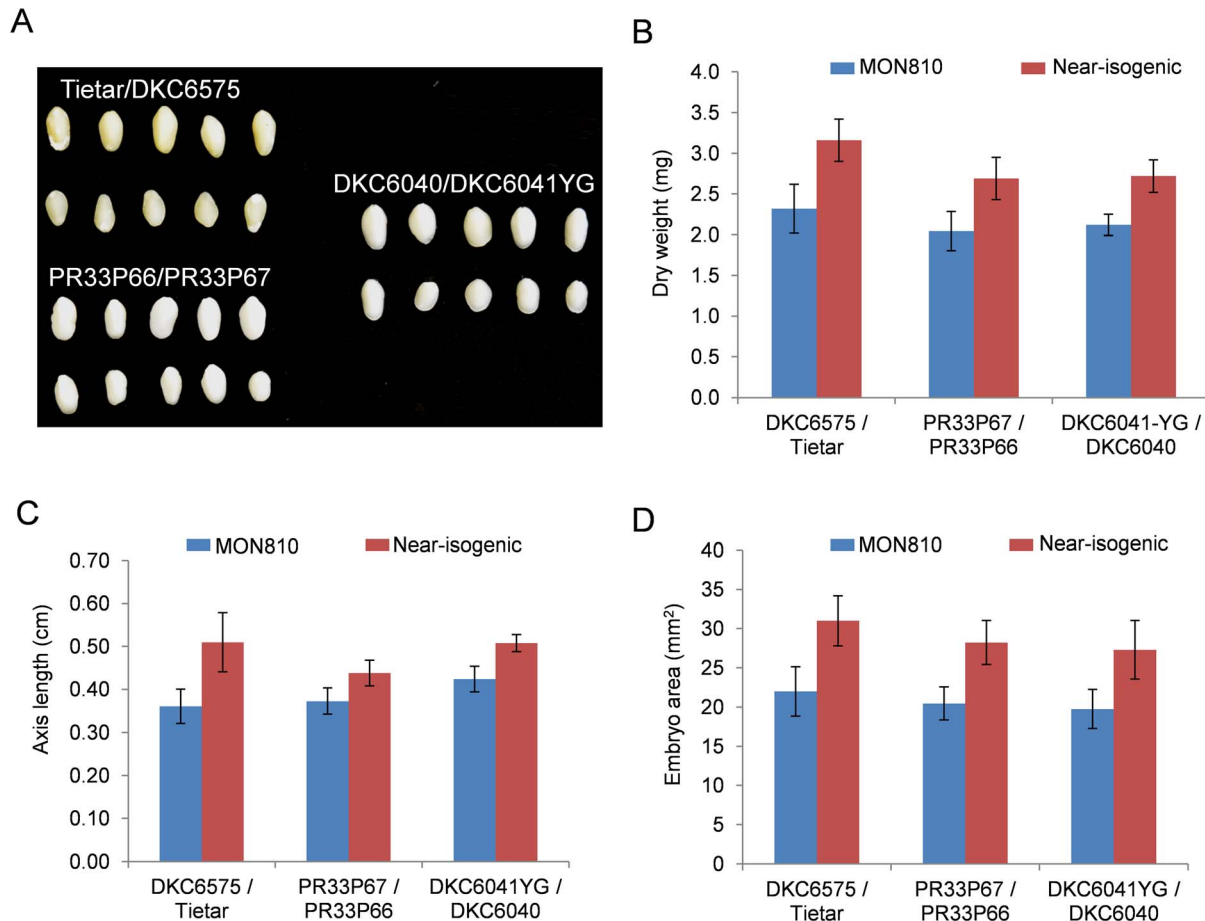 A
Tietar/DKC6575
DKC6040/DKC6041YG
PR33P66/PR33P67
B
MON810
Near-isogenic
Dry weight (mg)
4.0
3.5
3.0
2.5
2.0
1.5
1.0
0.5
0.0
DKC6575 /
Tietar
PR33P67 /
PR33P66
DKC6041-YG /
DKC6040
C
MON810
Near-isogenic
Axis length (cm)
0.70
0.60
0.50
0.40
0.30
0.20
0.10
0.00
DKC6575 /
Tietar
PR33P67 /
PR33P66
DKC6041YG /
DKC6040
D
MON810
Near-isogenic
Embryo area (mm²)
40
35
30
25
20
15
10
5
0
DKC6575 /
Tietar
PR33P67 /
PR33P66
DKC6041YG /
DKC6040